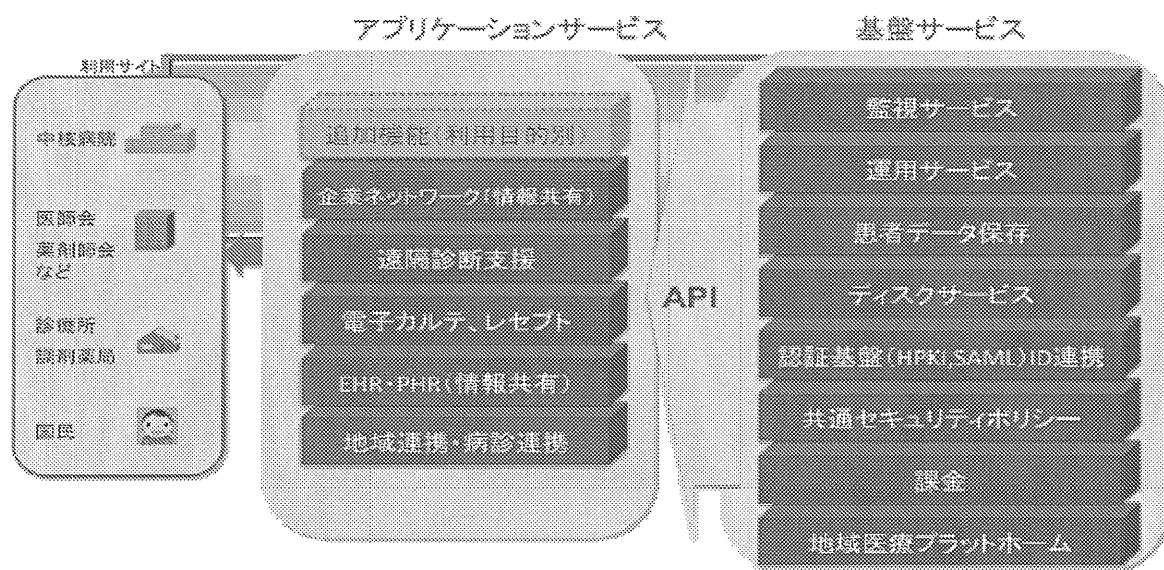 アプリケーションサービス
基盤サービス
利用サイト
中核病院
医師会
薬剤師会
など
診療所
調剤薬局
国民
追加機能(利用目的別)
企業ネットワーク(情報共有)
遠隔診断支援
電子カルテ、レセプト
EHR・PHR(情報共有)
地域連携・病診連携
API
監視サービス
運用サービス
患者データ保存
ディスクサービス
認証基盤(HPKI,SAML)ID連携
共通セキュリティポリシー
課金
地域医療プラットホーム